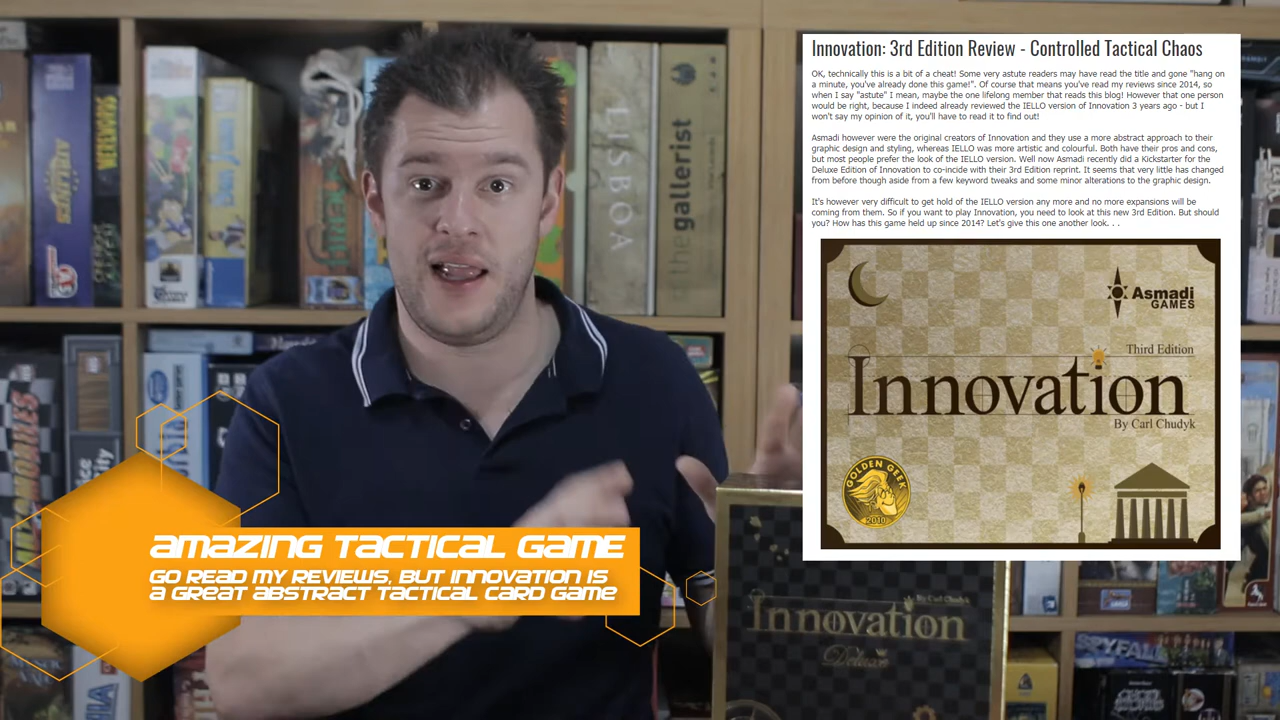 Innovation: 3rd Edition Review - Controlled Tactical Chaos
OK, technically this is a bit of a cheat! Some very astute readers may have read the title and gone "hang on
a minute, you've already done this game!". Of course that means you've read my reviews since 2014, so
when I say "astute" I mean, maybe the one lifelong member that reads this blog! However that one person
would be right, because I indeed already reviewed the IELLO version of Innovation 3 years ago - but I
won't say my opinion of it, you'll have to read it to find out!
Asmadi however were the original creators of Innovation and they use a more abstract approach to their
graphic design and styling, whereas IELLO was more artistic and colourful. Both have their pros and cons,
but most people prefer the look of the IELLO version. Well now Asmadi recently did a Kickstarter for the
Deluxe Edition of Innovation to co-incide with their 3rd Edition reprint. It seems that very little has changed
from before though aside from a few keyword tweaks and some minor alterations to the graphic design.
It's however very difficult to get hold of the IELLO version any more and no more expansions will be
coming from them. So if you want to play Innovation, you need to look at this new 3rd Edition. But should
you? How has this game held up since 2014? Let's give this one another look. . .
Asmadi
GAMES
Third Edition
Innovation
By Carl Chudyk
GOLDEN GEEK
2010
LISBOA
the gallerist
AMAZING TACTICAL GAME
GO READ MY REVIEWS, BUT INNOVATION IS
A GREAT ABSTRACT TACTICAL CARD GAME
By Carl Chudyk
Innovation
Deluxe
SPYFALL